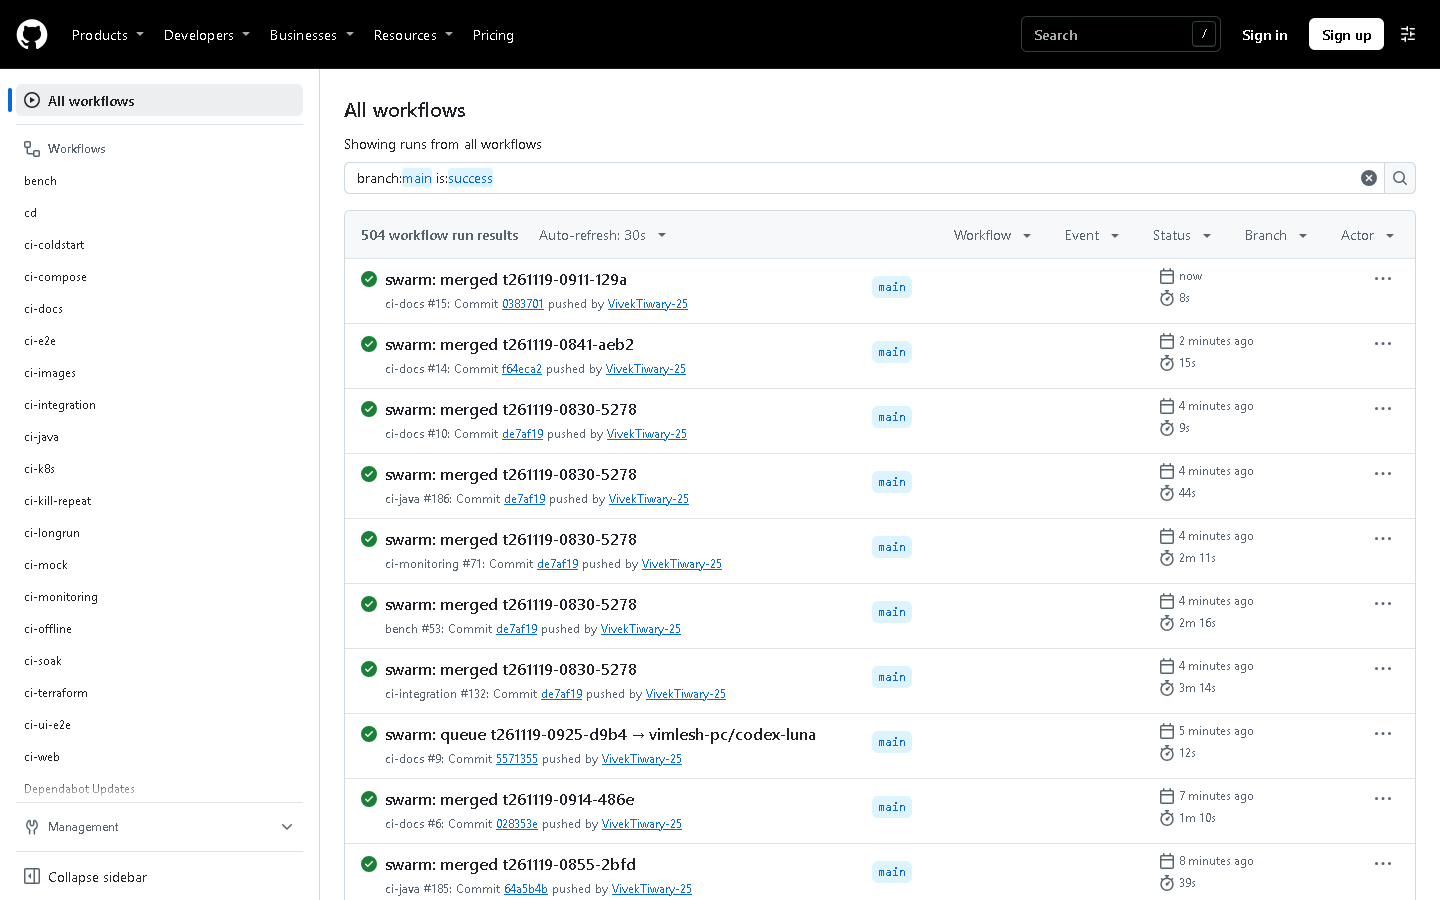 Products Developers Businesses Resources Pricing Search / Sign in Sign up
All workflows
Workflows
bench
cd
ci-coldstart
ci-compose
ci-docs
ci-e2e
ci-images
ci-integration
ci-java
ci-k8s
ci-kill-repeat
ci-longrun
ci-mock
ci-monitoring
ci-offline
ci-soak
ci-terraform
ci-ui-e2e
ci-web
Dependabot Updates
Management
Collapse sidebar
All workflows
Showing runs from all workflows
branch:main is:success
504 workflow run results Auto-refresh: 30s Workflow Event Status Branch Actor
swarm: merged t261119-0911-129a main now
ci-docs #15: Commit 0383701 pushed by VivekTiwary-25 8s
swarm: merged t261119-0841-aeb2 main 2 minutes ago
ci-docs #14: Commit f64eca2 pushed by VivekTiwary-25 15s
swarm: merged t261119-0830-5278 main 4 minutes ago
ci-docs #10: Commit de7af19 pushed by VivekTiwary-25 9s
swarm: merged t261119-0830-5278 main 4 minutes ago
ci-java #186: Commit de7af19 pushed by VivekTiwary-25 44s
swarm: merged t261119-0830-5278 main 4 minutes ago
ci-monitoring #71: Commit de7af19 pushed by VivekTiwary-25 2m 11s
swarm: merged t261119-0830-5278 main 4 minutes ago
bench #53: Commit de7af19 pushed by VivekTiwary-25 2m 16s
swarm: merged t261119-0830-5278 main 4 minutes ago
ci-integration #132: Commit de7af19 pushed by VivekTiwary-25 3m 14s
swarm: queue t261119-0925-d9b4 → vimlesh-pc/codex-luna main 5 minutes ago
ci-docs #9: Commit 5571355 pushed by VivekTiwary-25 12s
swarm: merged t261119-0914-486e main 7 minutes ago
ci-docs #6: Commit 028353e pushed by VivekTiwary-25 1m 10s
swarm: merged t261119-0855-2bfd main 8 minutes ago
ci-java #185: Commit 64a5b4b pushed by VivekTiwary-25 39s